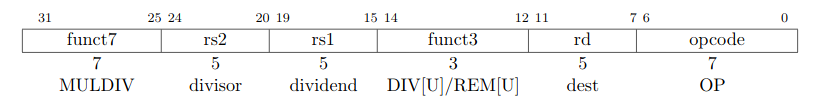 31 25 24 20 19 15 14 12 11 7 6 0
funct7 rs2 rs1 funct3 rd opcode
7 5 5 3 5 7
MULDIV divisor dividend DIV[U]/REM[U] dest OP